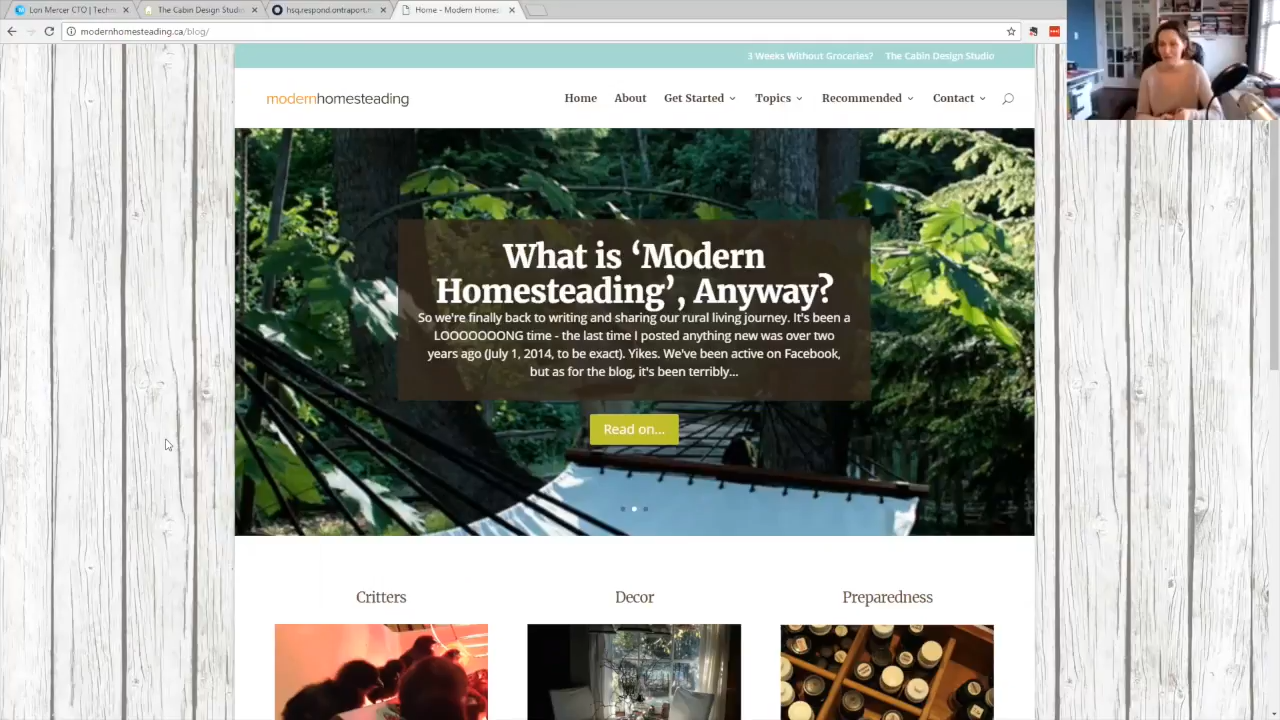 Lon Mercer CTO | Techno
The Cabin Design Studio
hsq.respond.ontraport.n
Home - Modern Homes
modernhomesteading.ca/blog/
3 Weeks Without Groceries? The Cabin Design Studio
modernhomesteading
Home About Get Started Topics Recommended Contact
What is ‘Modern
Homesteading’, Anyway?
So we're finally back to writing and sharing our rural living journey. It's been a
LOOOOOOONG time - the last time I posted anything new was over two
years ago (July 1, 2014, to be exact). Yikes. We've been active on Facebook,
but as for the blog, it's been terribly...
Read on...
Critters
Decor
Preparedness